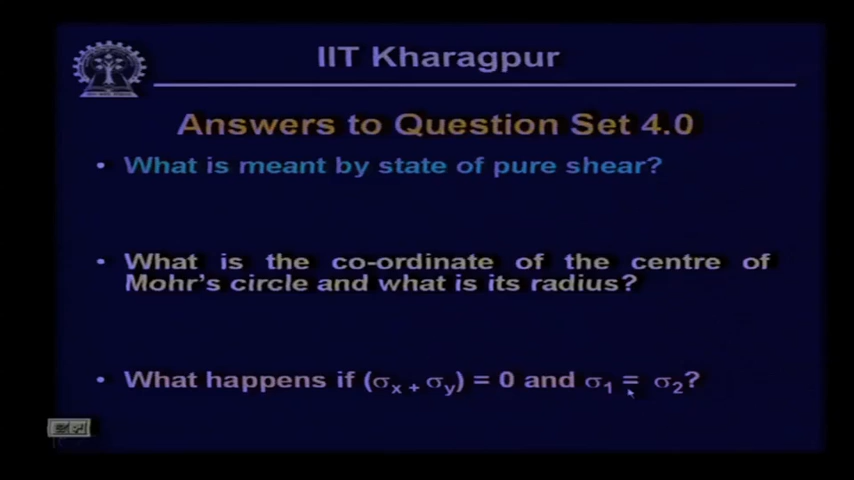 IIT Kharagpur
Answers to Question Set 4.0
• What is meant by state of pure shear?
• What is the co-ordinate of the centre of
Mohr's circle and what is its radius?
• What happens if (σx + σy) = 0 and σ1 = σ2?